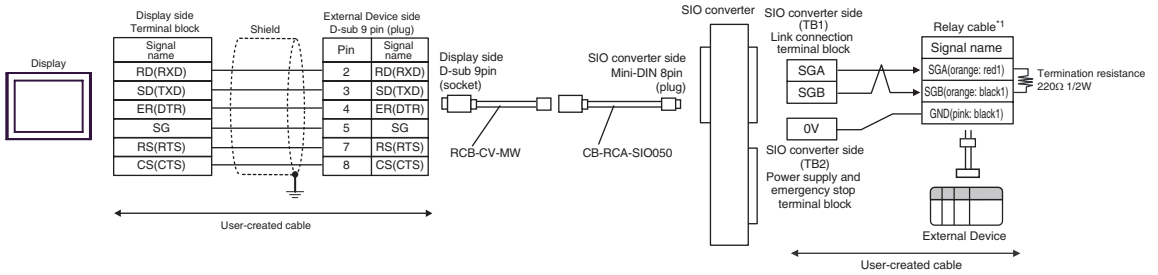 Display
Display side
Terminal block
Signal
name
RD(RXD)
SD(TXD)
ER(DTR)
SG
RS(RTS)
CS(CTS)
Shield
External Device side
D-sub 9 pin (plug)
Pin
Signal
name
2 RD(RXD)
3 SD(TXD)
4 ER(DTR)
5 SG
7 RS(RTS)
8 CS(CTS)
User-created cable
Display side
D-sub 9pin
(socket)
RCB-CV-MW
SIO converter side
Mini-DIN 8pin
(plug)
CB-RCA-SIO050
SIO converter
SIO converter side
(TB1)
Link connection
terminal block
SGA
SGB
0V
SIO converter side
(TB2)
Power supply and
emergency stop
terminal block
Relay cable*1
Signal name
SGA(orange: red1)
SGB(orange: black1)
GND(pink: black1)
Termination resistance
220Ω 1/2W
External Device
User-created cable